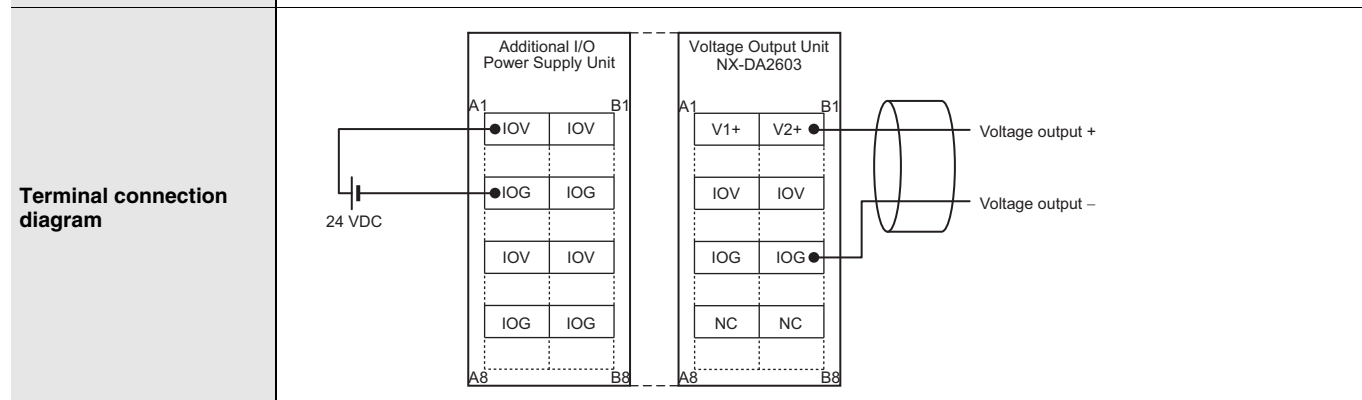 Terminal connection
diagram
Additional I/O
Power Supply Unit
A1 B1
IOV IOV
IOG IOG
IOV IOV
IOG IOG
A8 B8
24 VDC
Voltage Output Unit
NX-DA2603
A1 B1
V1+ V2+
IOV IOV
IOG IOG
NC NC
A8 B8
Voltage output +
Voltage output −